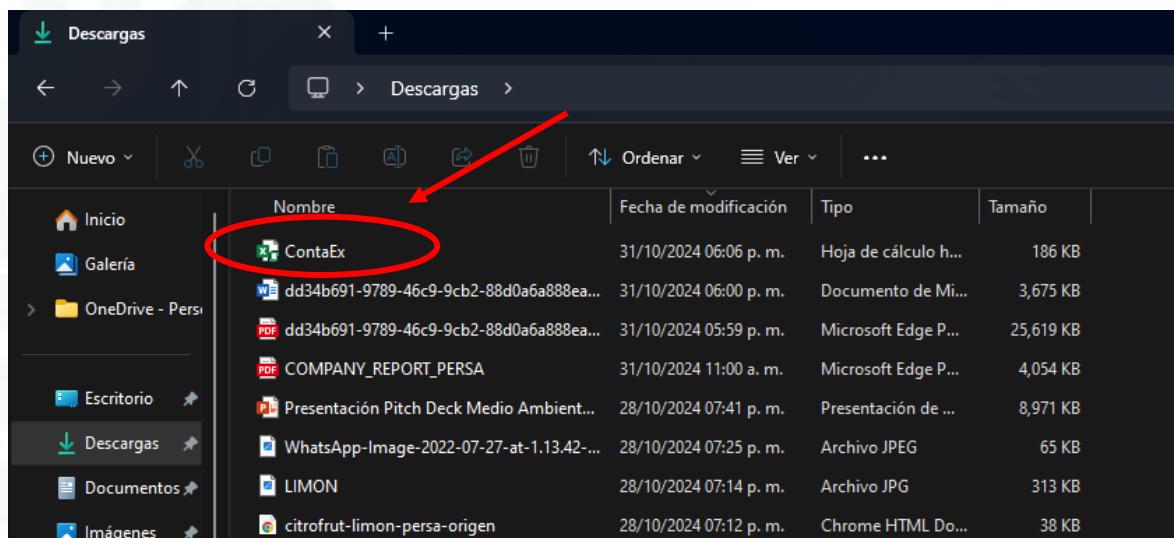 Descargas
Descargas
Nuevo Ordenar Ver
Nombre Fecha de modificación Tipo Tamaño
Inicio
Galería
OneDrive - Perso
Escritorio
Descargas
Documentos
Imágenes
ContaEx 31/10/2024 06:06 p. m. Hoja de cálculo h... 186 KB
dd34b691-9789-46c9-9cb2-88d0a6a888ea... 31/10/2024 06:00 p. m. Documento de Mi... 3,675 KB
dd34b691-9789-46c9-9cb2-88d0a6a888ea... 31/10/2024 05:59 p. m. Microsoft Edge P... 25,619 KB
COMPANY_REPORT_PERSA 31/10/2024 11:00 a. m. Microsoft Edge P... 4,054 KB
Presentación Pitch Deck Medio Ambient... 28/10/2024 07:41 p. m. Presentación de ... 8,971 KB
WhatsApp-Image-2022-07-27-at-1.13.42-... 28/10/2024 07:25 p. m. Archivo JPEG 65 KB
LIMON 28/10/2024 07:14 p. m. Archivo JPG 313 KB
citrofrut-limon-persa-origen 28/10/2024 07:12 p. m. Chrome HTML Do... 38 KB